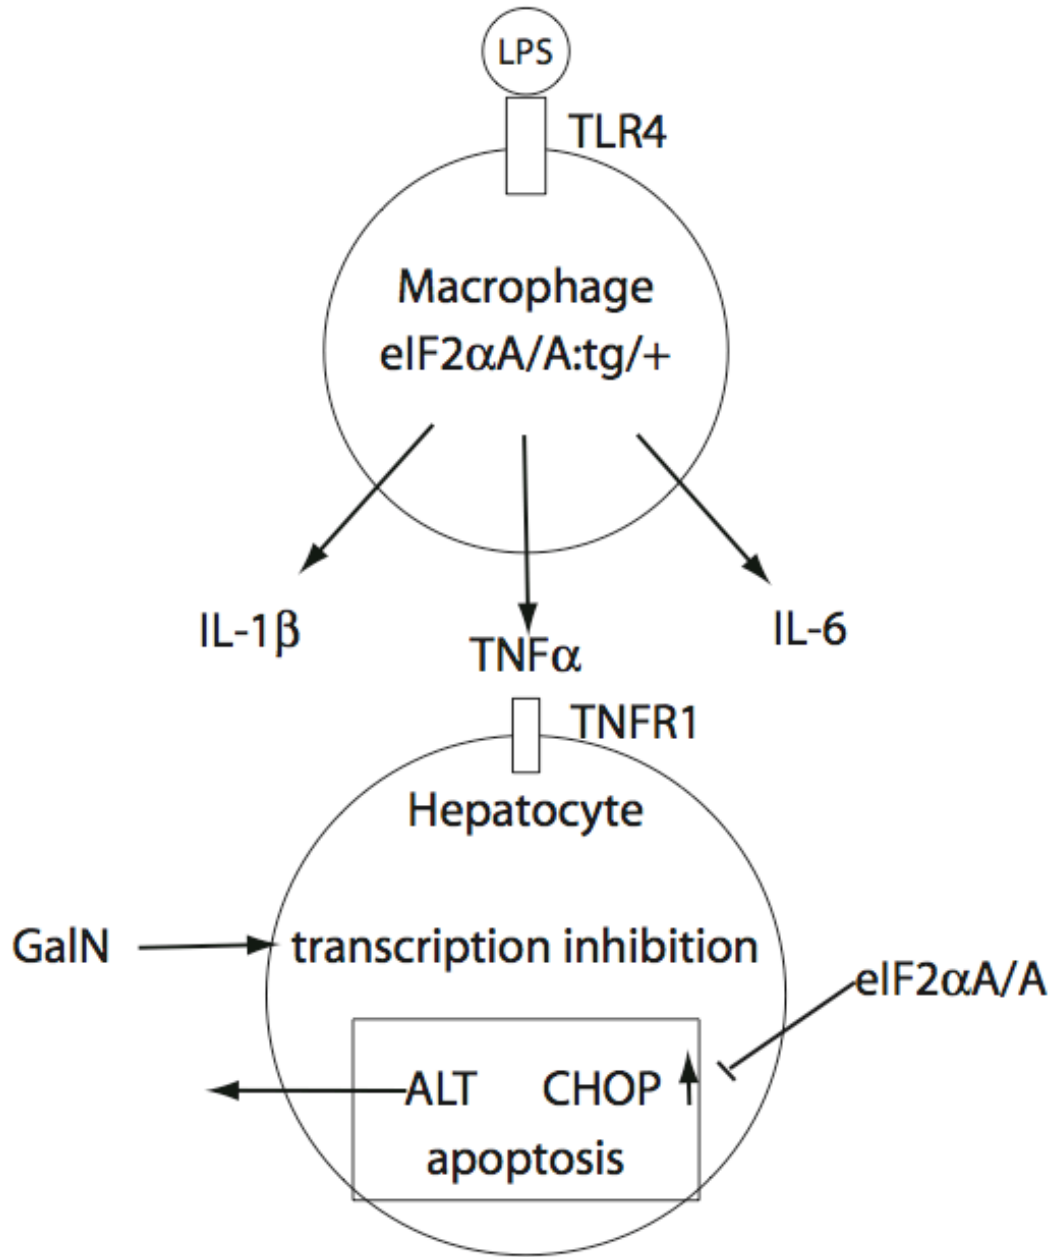 LPS
TLR4
Macrophage
eIF2αA/A:tg/+
IL-1β
IL-6
TNFα
TNFR1
Hepatocyte
GalN
transcription inhibition
eIF2αA/A
ALT
CHOP
apoptosis